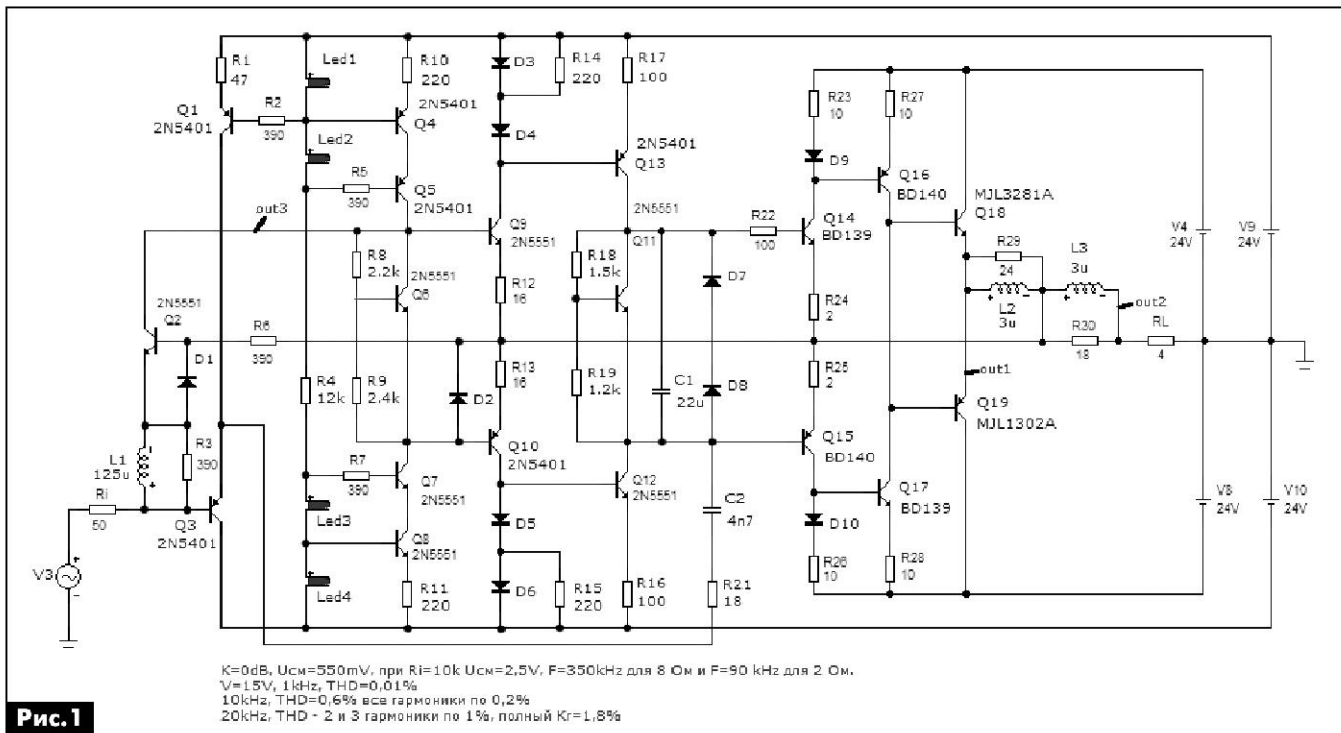 R1
47
Led1
R10
220
D3
R14
220
R17
100
Q1
2N5401
R2
390
2N5401
Q4
Led2
D4
2N5401
Q13
R23
10
R27
10
R5
390
Q5
2N5401
D9
Q16
BD140
MJL3281A
Q18
out3
Q9
2N5551
2N5551
Q11
R22
100
Q14
BD139
R29
24
L3
3u
V4
24V
V9
24V
R8
2.2k
2N5551
Q6
R12
16
R18
1.5k
D7
R24
2
L2
3u
out2
2N5551
Q2
R6
390
D1
R30
18
RL
4
R4
12k
R9
2.4k
D2
R13
16
R19
1.2k
C1
22u
D8
R25
2
out1
Q19
MJL1302A
L1
125u
R3
390
Q10
2N5401
Q15
BD140
Ri
50
R7
390
Q7
2N5551
Q12
2N5551
Q17
BD139
V8
24V
V10
24V
Q3
2N5401
Led3
D5
C2
4n7
D10
V3
Q8
2N5551
Led4
R11
220
D6
R15
220
R16
100
R21
18
R26
10
R28
10
K=0dB, Uсм=550mV, при Ri=10k Uсм=2,5V, F=350kHz для 8 Ом и F=90 kHz для 2 Ом.
V=15V, 1kHz, THD=0,01%
10kHz, THD=0,6% все гармоники по 0,2%
20kHz, THD - 2 и 3 гармоники по 1%, полный Кг=1,8%
Рис.1